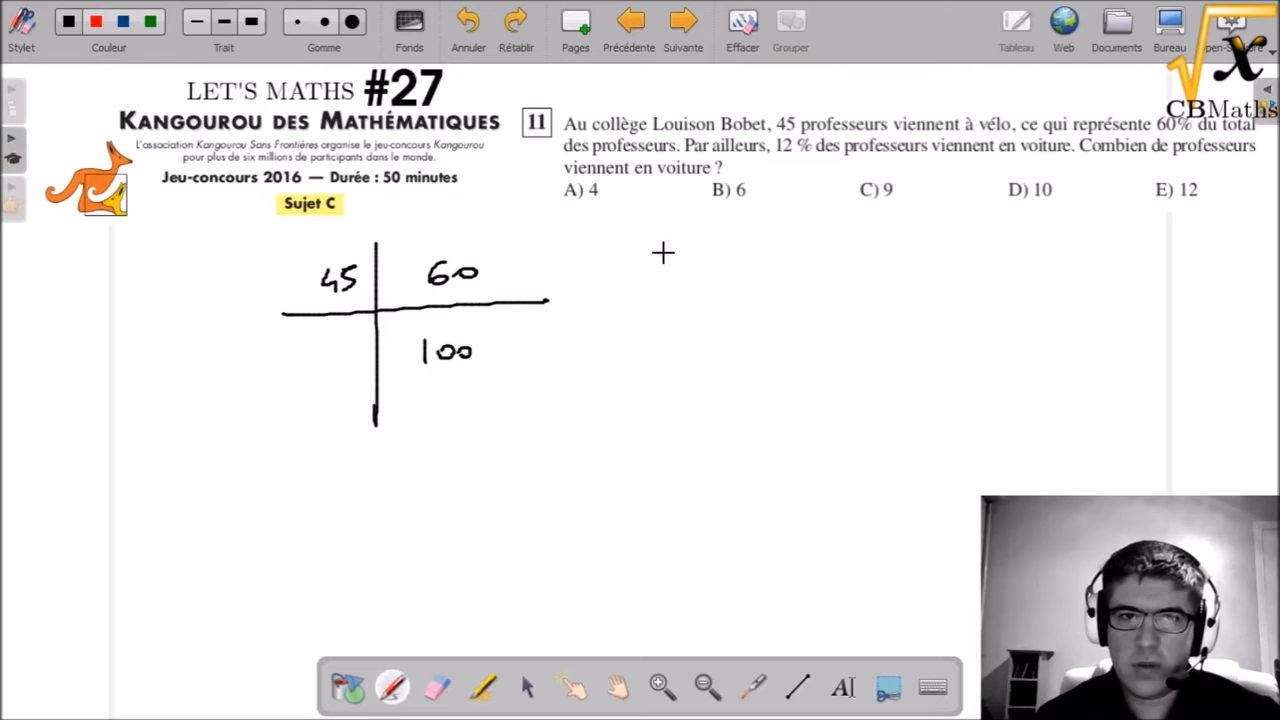 Stylet
Couleur
Trait
Gomme
Fonds
Annuler
Rétablir
Pages
Précédente
Suivante
Effacer
Grouper
Tableau
Web
Documents
Bureau
x
CBMaths
LET'S MATHS #27
KANGOUROU DES MATHÉMATIQUES
L'association Kangourou Sans Frontières organise le jeu-concours Kangourou
pour plus de six millions de participants dans le monde.
Jeu-concours 2016 — Durée : 50 minutes
Sujet C
11 Au collège Louison Bobet, 45 professeurs viennent à vélo, ce qui représente 60% du total
des professeurs. Par ailleurs, 12 % des professeurs viennent en voiture. Combien de professeurs
viennent en voiture ?
A) 4 B) 6 C) 9 D) 10 E) 12
45 60
100
AI